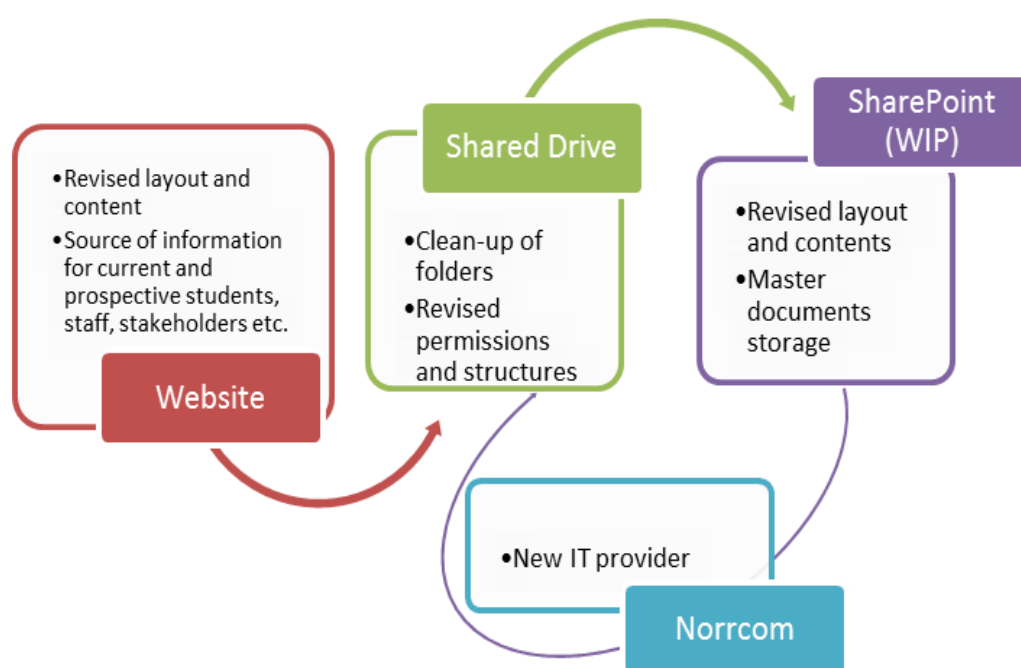 •Revised layout and
content
•Source of information
for current and
prospective students,
staff, stakeholders etc.
Website
Shared Drive
•Clean-up of
folders
•Revised
permissions
and structures
SharePoint
(WIP)
•Revised layout
and contents
•Master
documents
storage
•New IT provider
Norrcom